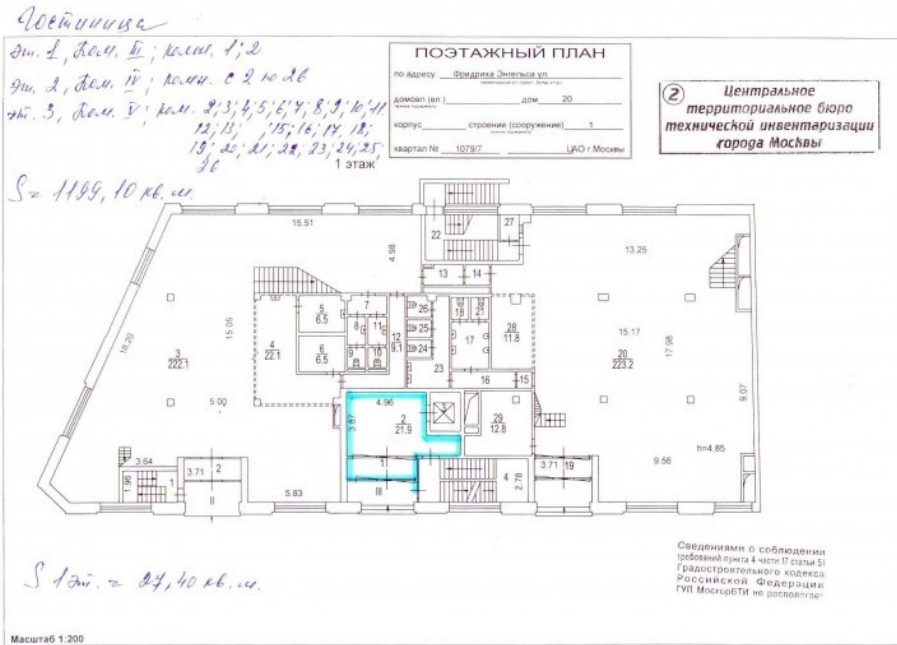 Гостиница
эт. 1, пом. III; комн. 1; 2
эт. 2, пом. IV; комн. с 2 по 26
эт. 3, пом. V; ком. 2;3;4;5;6;7;8;9;10;11
12; 13; ;15; 16; 17; 18;
19; 20; 21; 22; 23; 24; 25;
26
S = 1199,10 кв. м.
ПОЭТАЖНЫЙ ПЛАН
по адресу: Фридриха Энгельса ул.
домовл (вл.) дом 20
корпус строение (сооружение) 1
квартал № 1079/7 ЦАО г.Москвы
2 Центральное
территориальное бюро
технической инвентаризации
города Москвы
1 этаж
15.51
4.98
22
27
13.25
13
14
5
6.5
7
8
11
12
9.1
26
25
24
18
21
28
11.8
15.17
17.98
16.20
15.05
3
222.1
4
22.1
6
6.5
9
10
17
20
223.2
23
16
15
5.00
4.96
3.87
2
21.9
29
12.8
9.07
h=4.85
3.64
1.96
1
3.71
2
II
5.83
1
III
4
2.78
3.71
19
9.56
S 1 эт. = 27,40 кв. м.
Сведениями о соблюдении
требований пункта 4 части 17 статьи 51
Градостроительного кодекса
Российской Федерации
ГУП МосгорБТИ не располагает
Масштаб 1:200